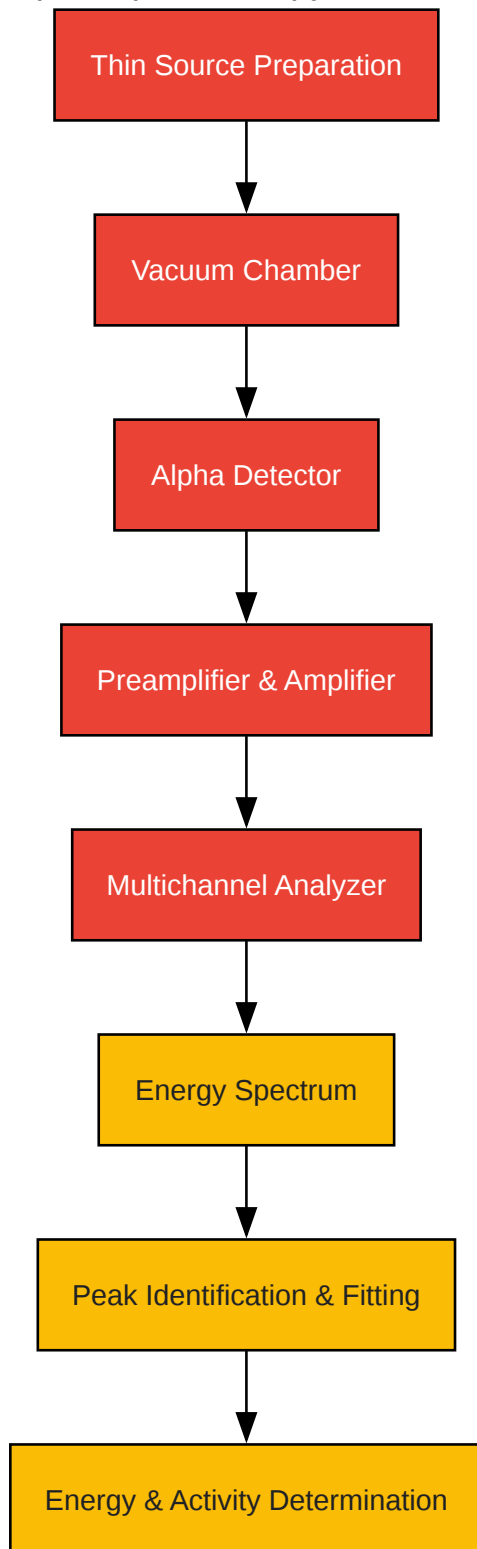 Thin Source Preparation
Vacuum Chamber
Alpha Detector
Preamplifier & Amplifier
Multichannel Analyzer
Energy Spectrum
Peak Identification & Fitting
Energy & Activity Determination